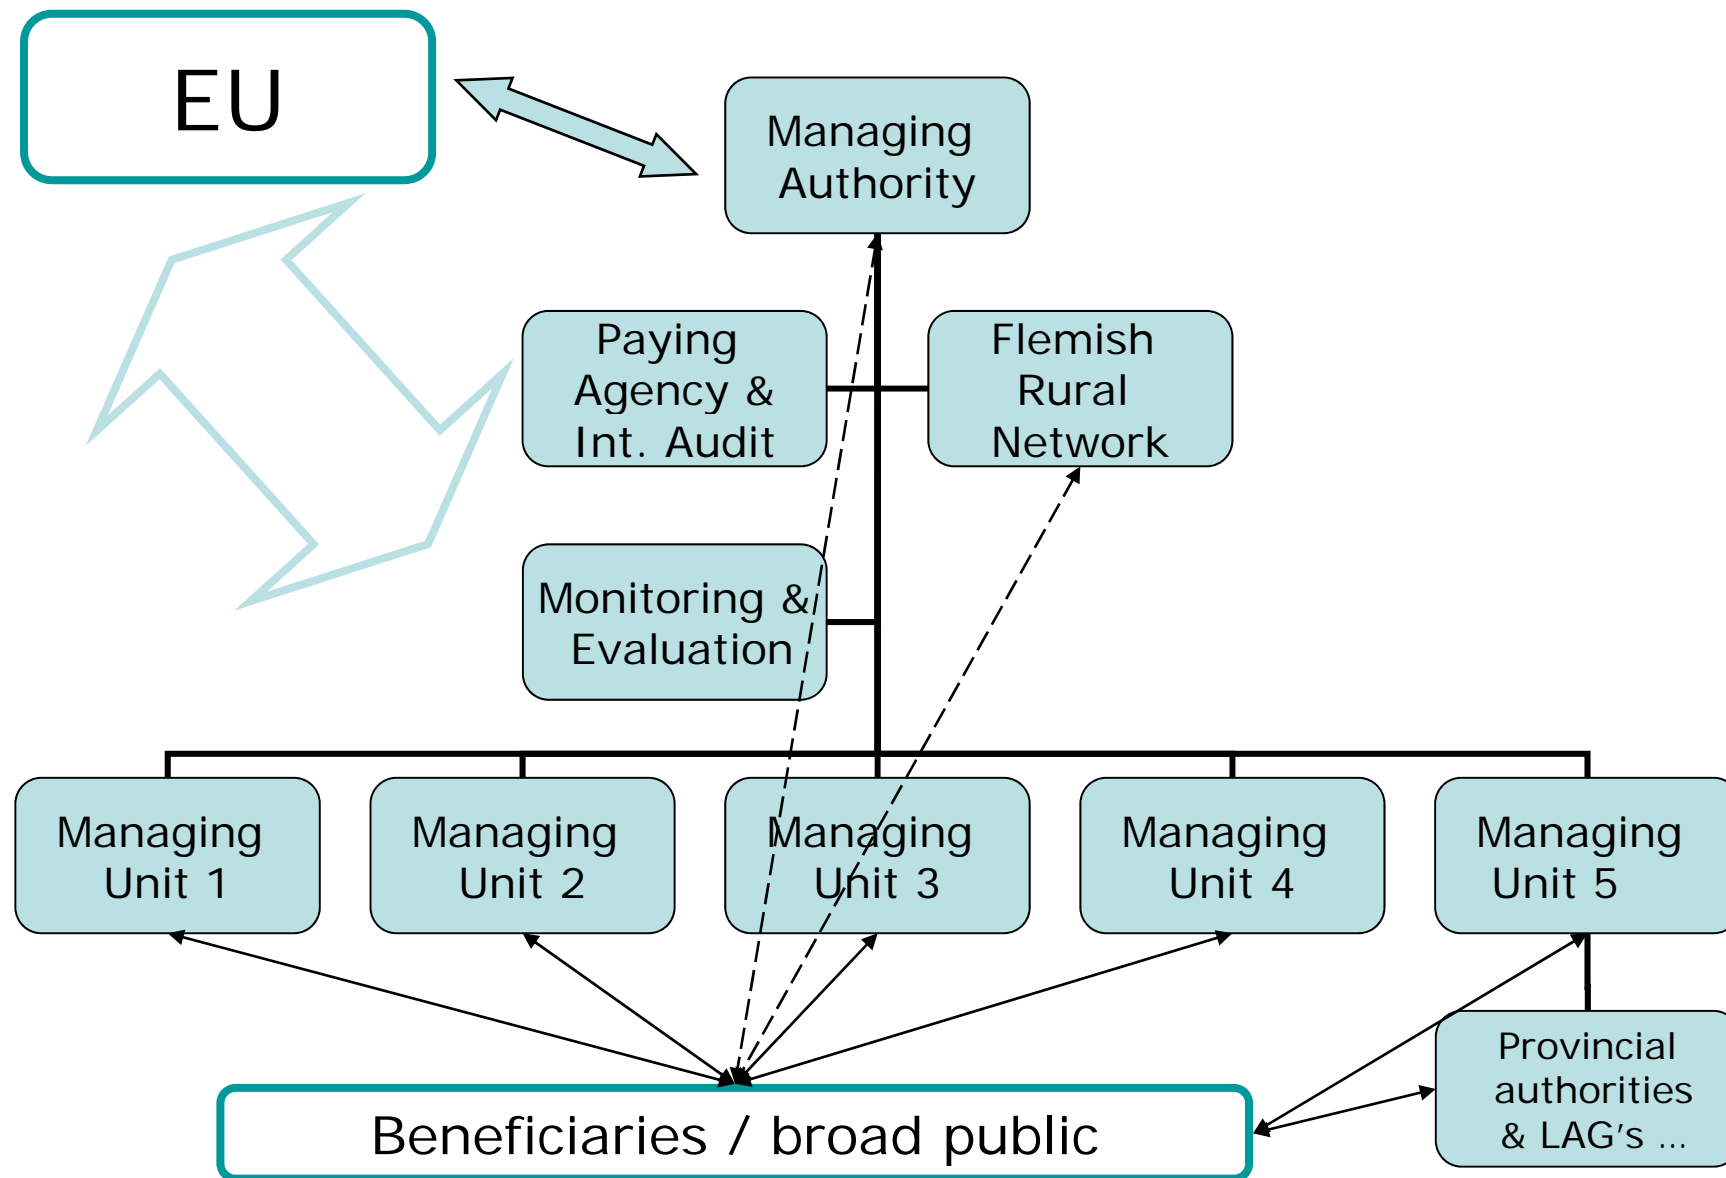 EU
Managing
Authority
Paying
Agency &
Int. Audit
Flemish
Rural
Network
Monitoring &
Evaluation
Managing
Unit 1
Managing
Unit 2
Managing
Unit 3
Managing
Unit 4
Managing
Unit 5
Provincial
authorities
& LAG's ...
Beneficiaries / broad public